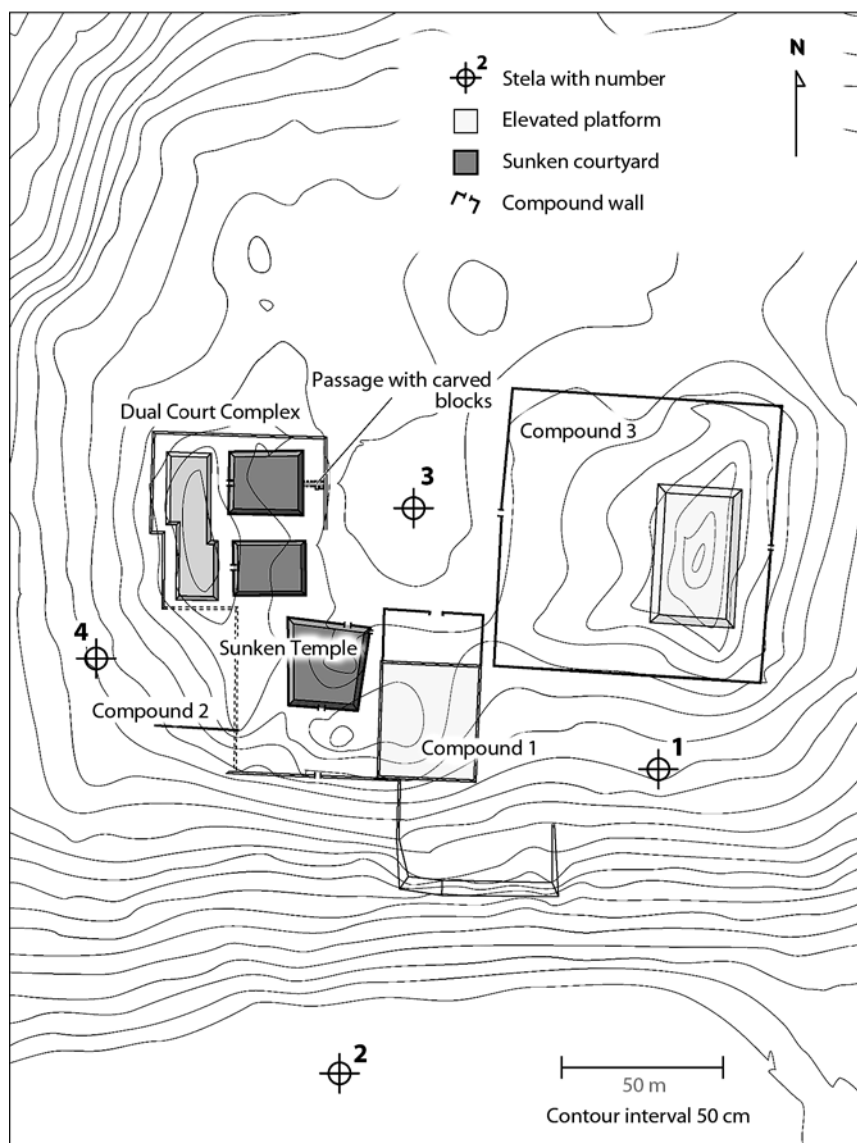 N
2
Stela with number
Elevated platform
Sunken courtyard
Compound wall
Passage with carved
blocks
Dual Court Complex
Compound 3
3
4
Sunken Temple
Compound 2
Compound 1
1
2
50 m
Contour interval 50 cm